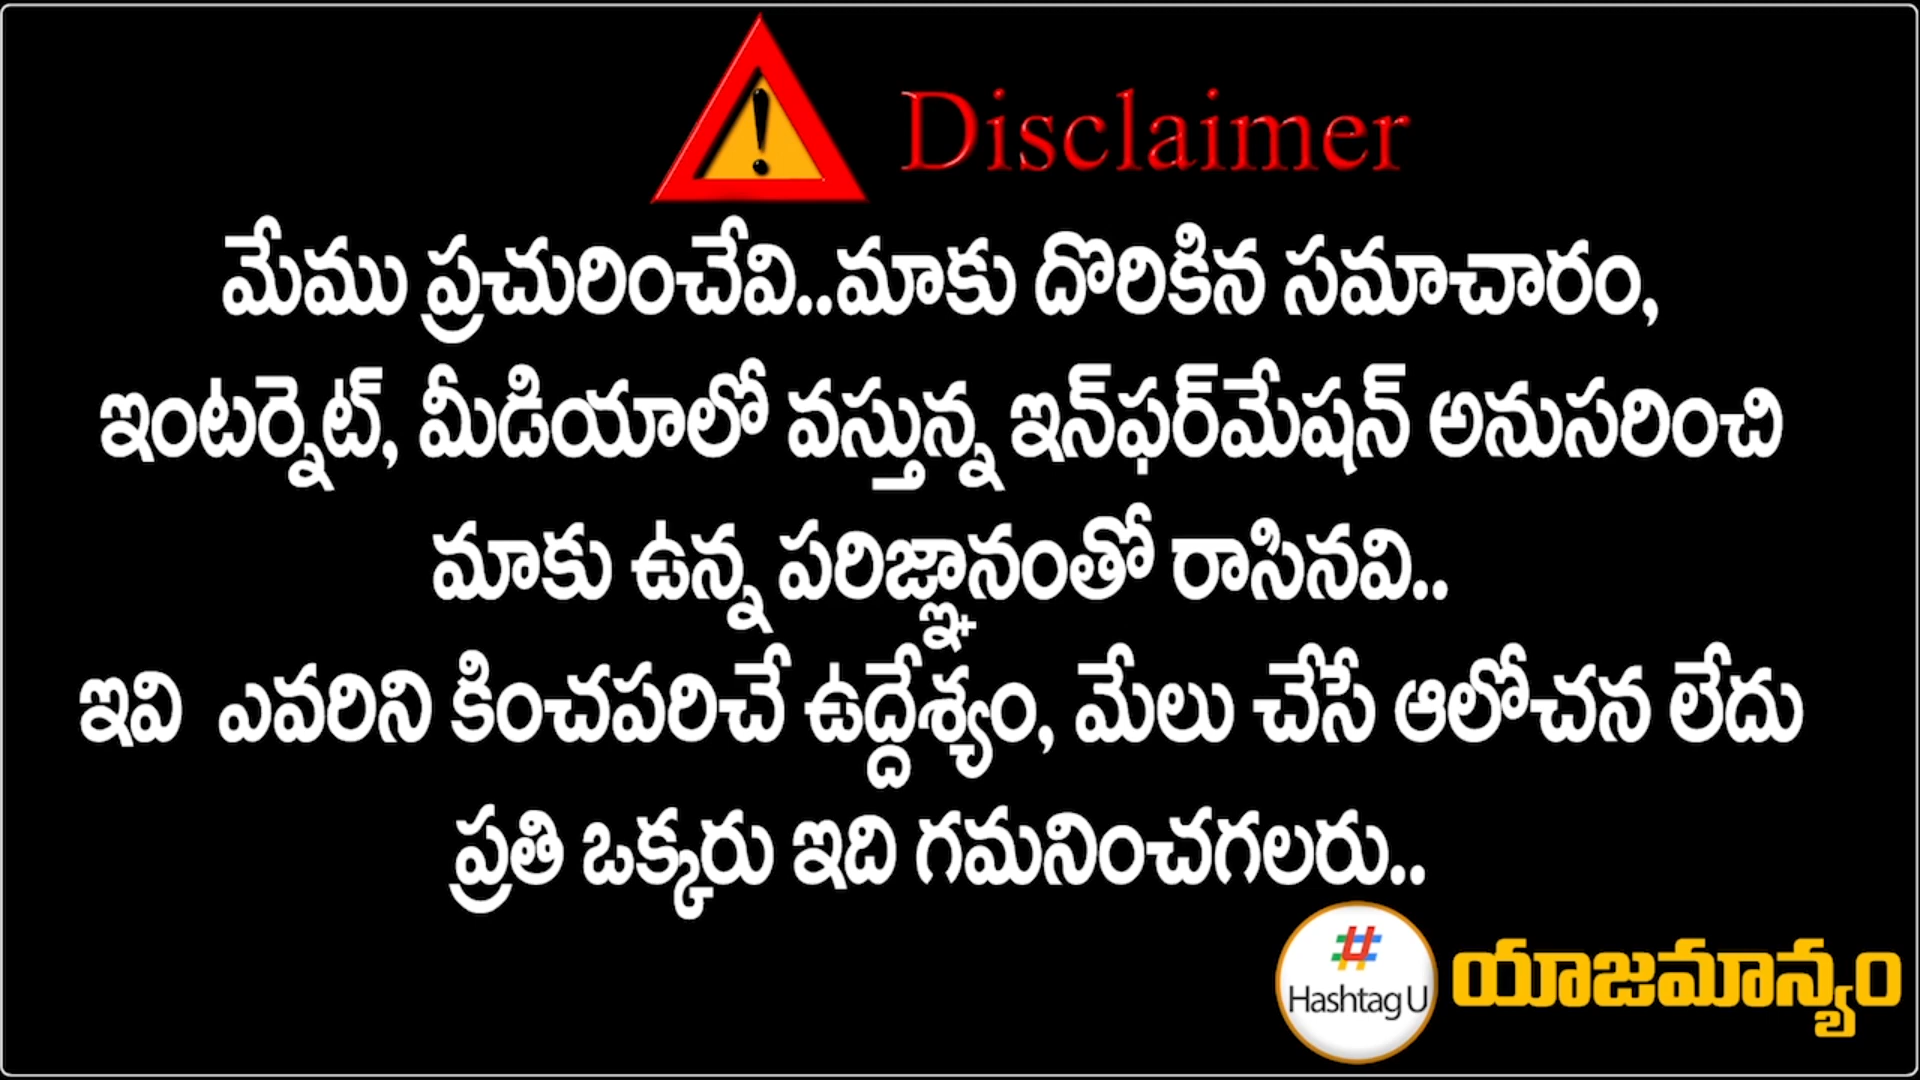 Disclaimer
మేము ప్రచురించేవి..మాకు దొరికిన సమాచారం,
ఇంటర్నెట్, మీడియాలో వస్తున్న ఇన్‌ఫర్‌మేషన్ అనుసరించి
మాకు ఉన్న పరిజ్ఞానంతో రాసినవి..
ఇవి ఎవరిని కించపరిచే ఉద్దేశ్యం, మేలు చేసే ఆలోచన లేదు
ప్రతి ఒక్కరు ఇది గమనించగలరు..
Hashtag U
యాజమాన్యం